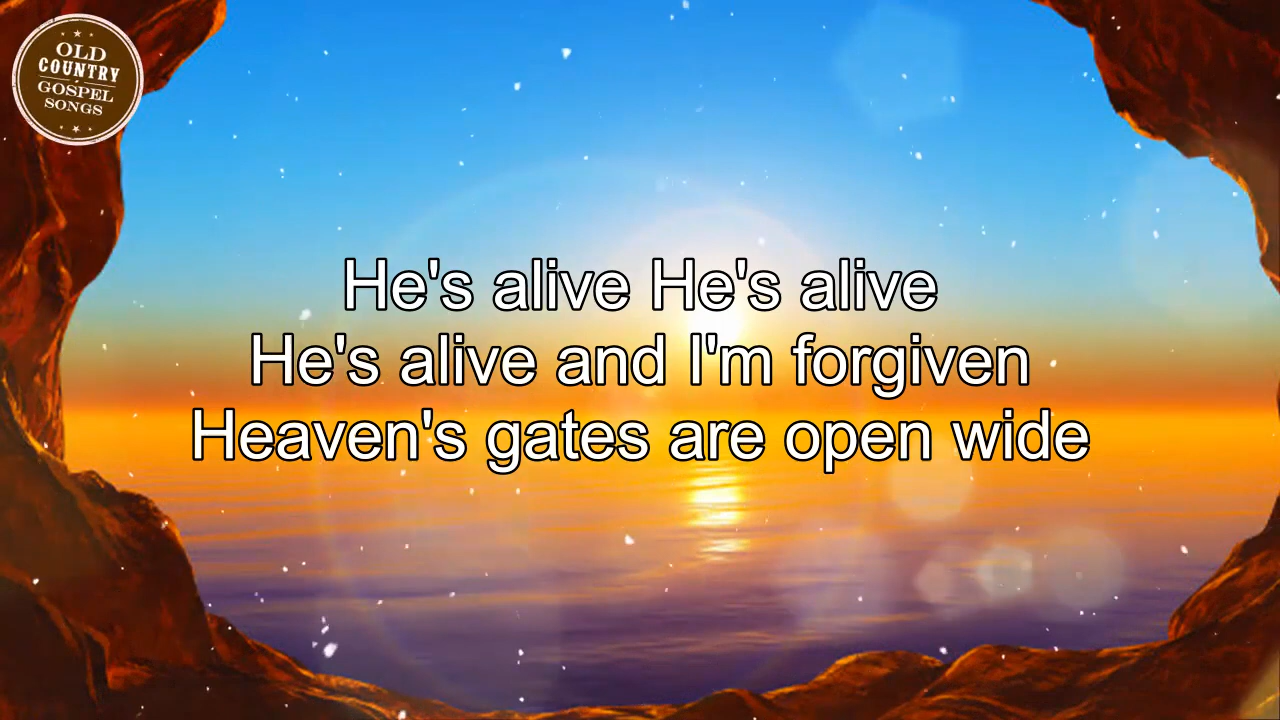 OLD
COUNTRY
GOSPEL
SONGS
He's alive He's alive
He's alive and I'm forgiven
Heaven's gates are open wide